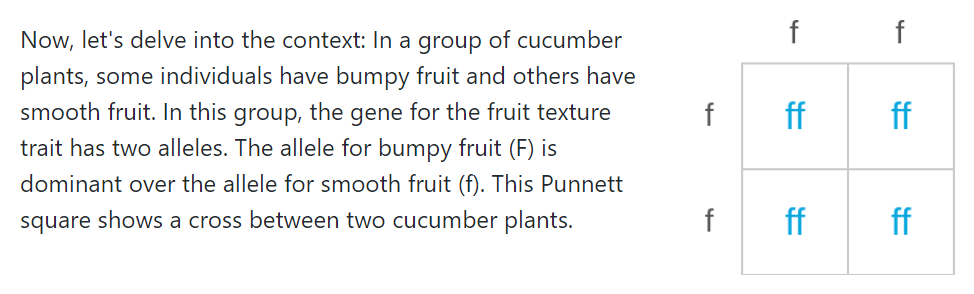 Now, let's delve into the context: In a group of cucumber
plants, some individuals have bumpy fruit and others have
smooth fruit. In this group, the gene for the fruit texture
trait has two alleles. The allele for bumpy fruit (F) is
dominant over the allele for smooth fruit (f). This Punnett
square shows a cross between two cucumber plants.
f f
f ff ff
f ff ff